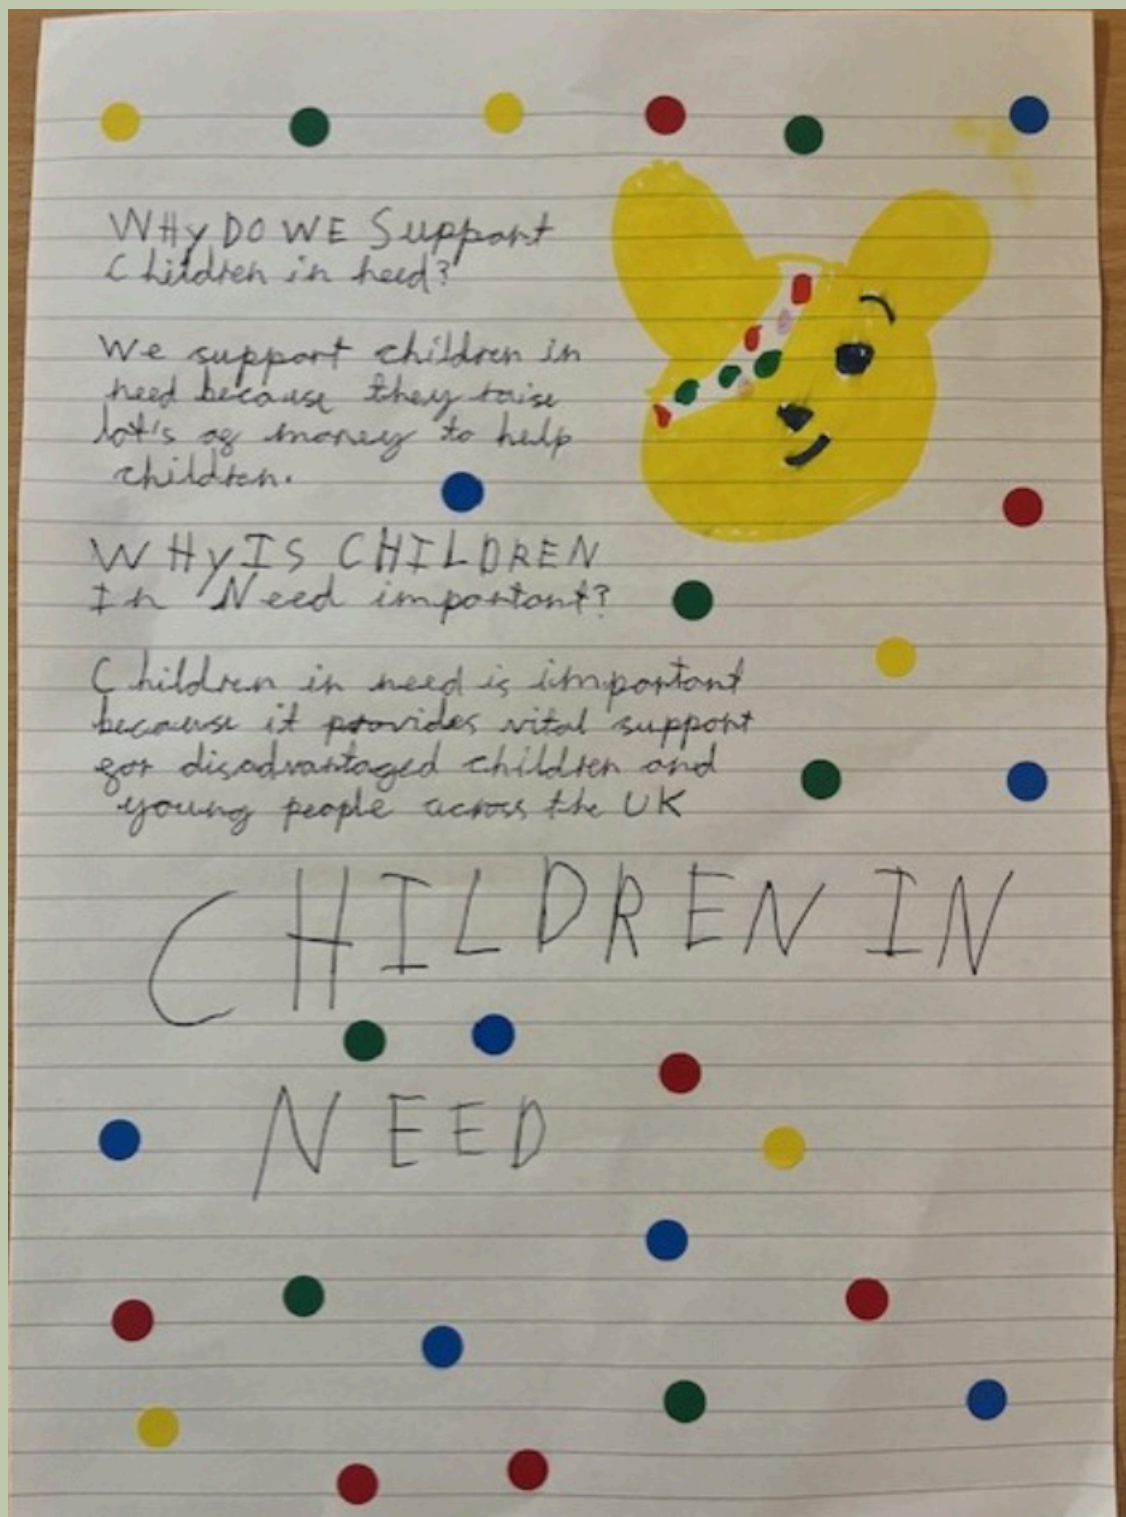 WHy DO WE Support
Children in need?
We support children in
need because they raise
lot's of money to help
children.
WHy IS CHILDREN
In Need important?
Children in need is important
because it provides vital support
for disadvantaged children and
young people across the UK
CHILDREN IN
NEED